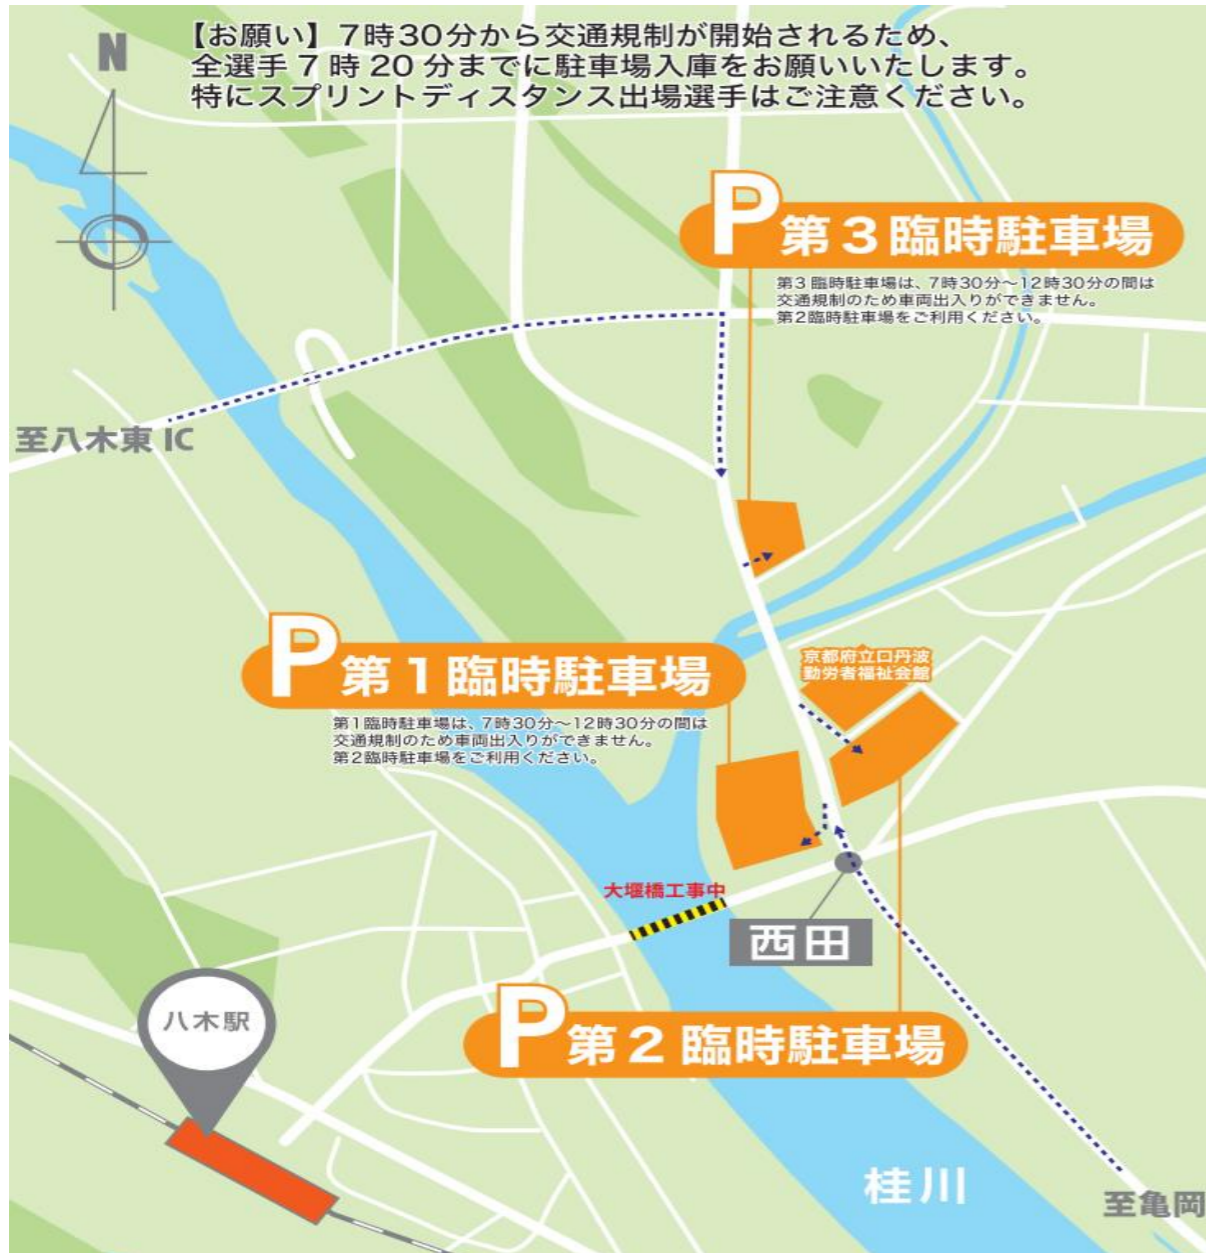 【お願い】7時30分から交通規制が開始されるため、
全選手7時20分までに駐車場入庫をお願いいたします。
特にスプリントディスタンス出場選手はご注意ください。
N
P 第3臨時駐車場
第3臨時駐車場は、7時30分〜12時30分の間は
交通規制のため車両出入りができません。
第2臨時駐車場をご利用ください。
至八木東IC
P 第1臨時駐車場
第1臨時駐車場は、7時30分〜12時30分の間は
交通規制のため車両出入りができません。
第2臨時駐車場をご利用ください。
京都府立口丹波
勤労者福祉会館
大堰橋工事中
西田
八木駅
P 第2臨時駐車場
桂川
至亀岡